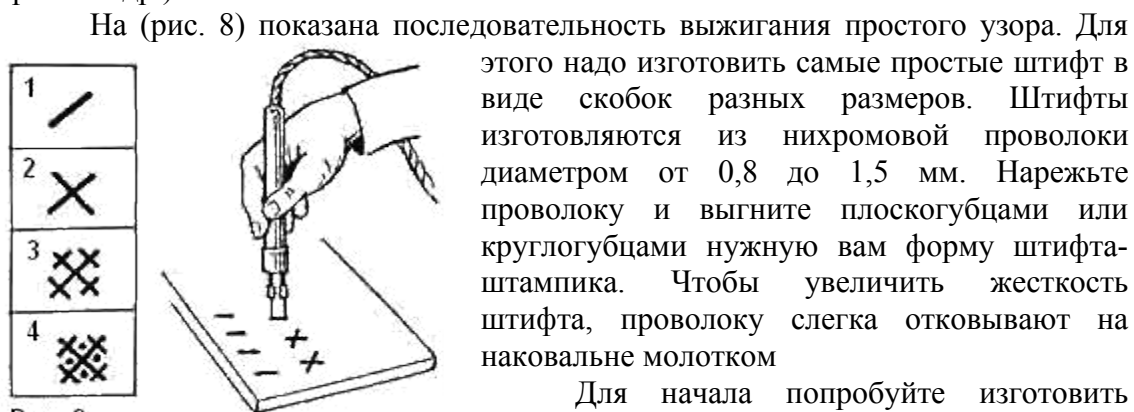 На (рис. 8) показана последовательность выжигания простого узора. Для
этого надо изготовить самые простые штифт в
виде скобок разных размеров. Штифты
изготовляются из нихромовой проволоки
диаметром от 0,8 до 1,5 мм. Нарежьте
проволоку и выгните плоскогубцами или
круглогубцами нужную вам форму штифта-
штампика. Чтобы увеличить жесткость
штифта, проволоку слегка отковывают на
наковальне молотком
Для начала попробуйте изготовить
1
2
3
4